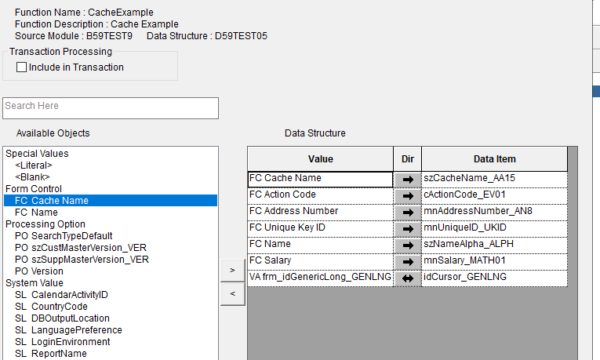 Function Name : CacheExample
Function Description : Cache Example
Source Module : B59TEST9 Data Structure : D59TEST05
Transaction Processing
Include in Transaction
Search Here
Available Objects
Special Values
<Literal>
<Blank>
Form Control
FC Cache Name
FC Name
Processing Option
PO SearchTypeDefault
PO szCustMasterVersion_VER
PO szSuppMasterVersion_VER
PO Version
System Value
SL CalendarActivityID
SL CountryCode
SL DBOutputLocation
SL LanguagePreference
SL LoginEnvironment
SL ReportName
>
<
Data Structure
Value Dir Data Item
FC Cache Name szCacheName_AA15
FC Action Code cActionCode_EV01
FC Address Number mnAddressNumber_AN8
FC Unique Key ID mnUniqueID_UKID
FC Name szNameAlpha_ALPH
FC Salary mnSalary_MATH01
VA frm_idGenericLong_GENLNG idCursor_GENLNG